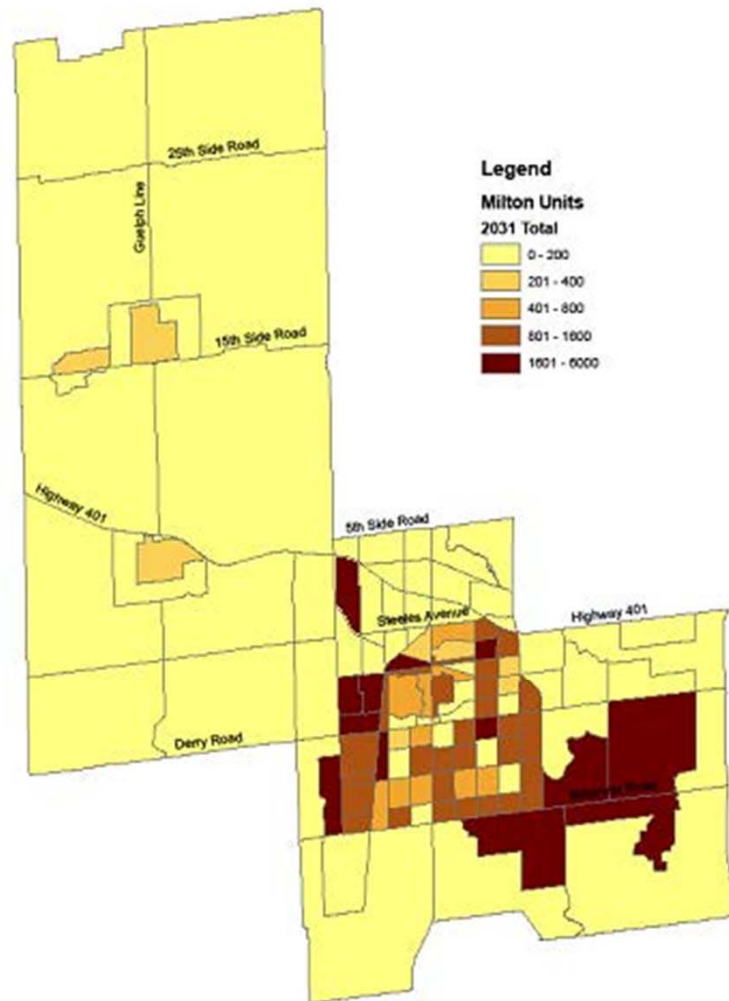 25th Side Road
Guelph Line
15th Side Road
Highway 401
5th Side Road
Steeles Avenue
Highway 401
Derry Road
Legend
Milton Units
2031 Total
0 - 200
201 - 400
401 - 800
801 - 1600
1601 - 6000